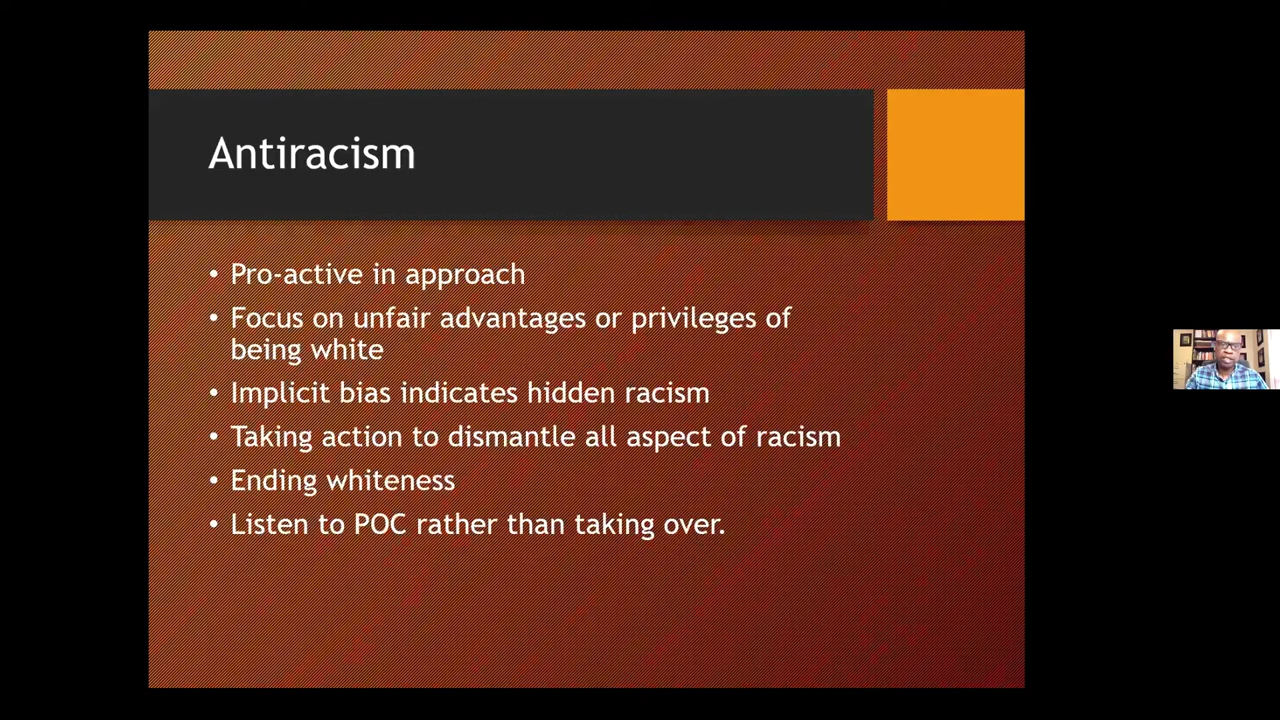 Antiracism
• Pro-active in approach
• Focus on unfair advantages or privileges of
being white
• Implicit bias indicates hidden racism
• Taking action to dismantle all aspect of racism
• Ending whiteness
• Listen to POC rather than taking over.